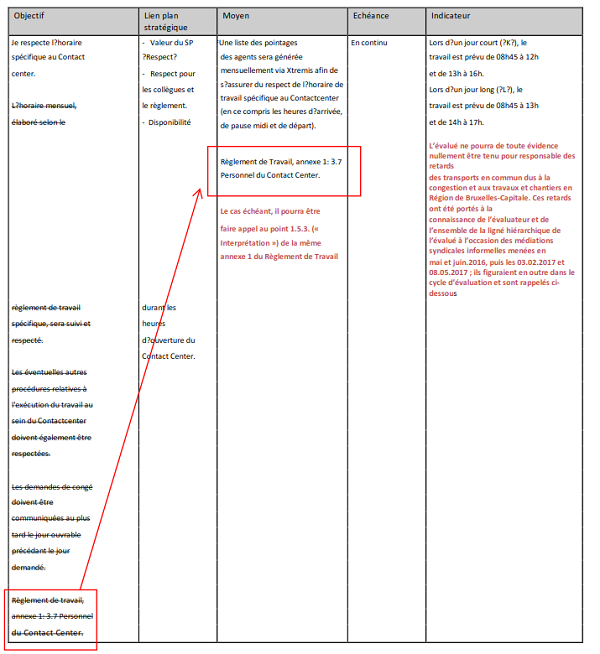 Objectif
Lien plan
stratégique
Moyen
Echéance
Indicateur
Je respecte l?horaire
spécifique au Contact
center.
L?horaire mensuel,
élaboré selon le
- Valeur du SP
?Respect?
- Respect pour
les collègues et
le règlement.
- Disponibilité
Une liste des pointages
des agents sera générée
mensuellement via Xtremis afin de
s?assurer du respect de l?horaire de
travail spécifique au Contactcenter
(en ce compris les heures d?arrivée,
de pause midi et de départ).
Règlement de Travail, annexe 1: 3.7
Personnel du Contact Center.
Le cas échéant, il pourra être
faire appel au point 1.5.3. («
Interprétation ») de la même
annexe 1 du Règlement de Travail
En continu
Lors d?un jour court (?K?), le
travail est prévu de 08h45 à 12h
et de 13h à 16h.
Lors d?un jour long (?L?), le
travail est prévu de 08h45 à 13h
et de 14h à 17h.
L'évalué ne pourra de toute évidence
nullement être tenu pour responsable des
retards
des transports en commun dus à la
congestion et aux travaux et chantiers en
Région de Bruxelles-Capitale. Ces retards
ont été portés à la
connaissance de l'évaluateur et de
l'ensemble de la ligné hiérarchique de
l'évalué à l'occasion des médiations
syndicales informelles menées en
mai et juin.2016, puis les 03.02.2017 et
08.05.2017 ; ils figuraient en outre dans le
cycle d'évaluation et sont rappelés ci-
dessous
règlement de travail
spécifique, sera suivi et
respecté.
Les éventuelles autres
procédures relatives à
l'exécution du travail au
sein du Contactcenter
doivent également être
respectées.
Les demandes de congé
doivent être
communiquées au plus
tard le jour ouvrable
précédant le jour
demandé.
Règlement de travail,
annexe 1: 3.7 Personnel
du Contact Center.
durant les
heures
d?ouverture du
Contact Center.